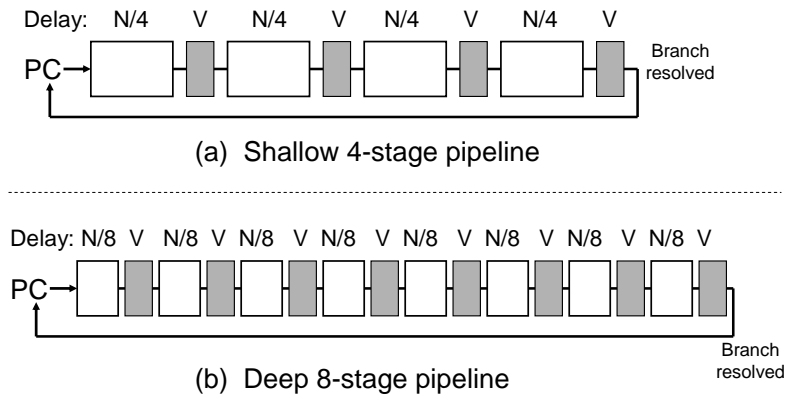 Delay: N/4 V N/4 V N/4 V N/4 V
PC
Branch
resolved
(a) Shallow 4-stage pipeline
Delay: N/8 V N/8 V N/8 V N/8 V N/8 V N/8 V N/8 V N/8 V
PC
Branch
resolved
(b) Deep 8-stage pipeline